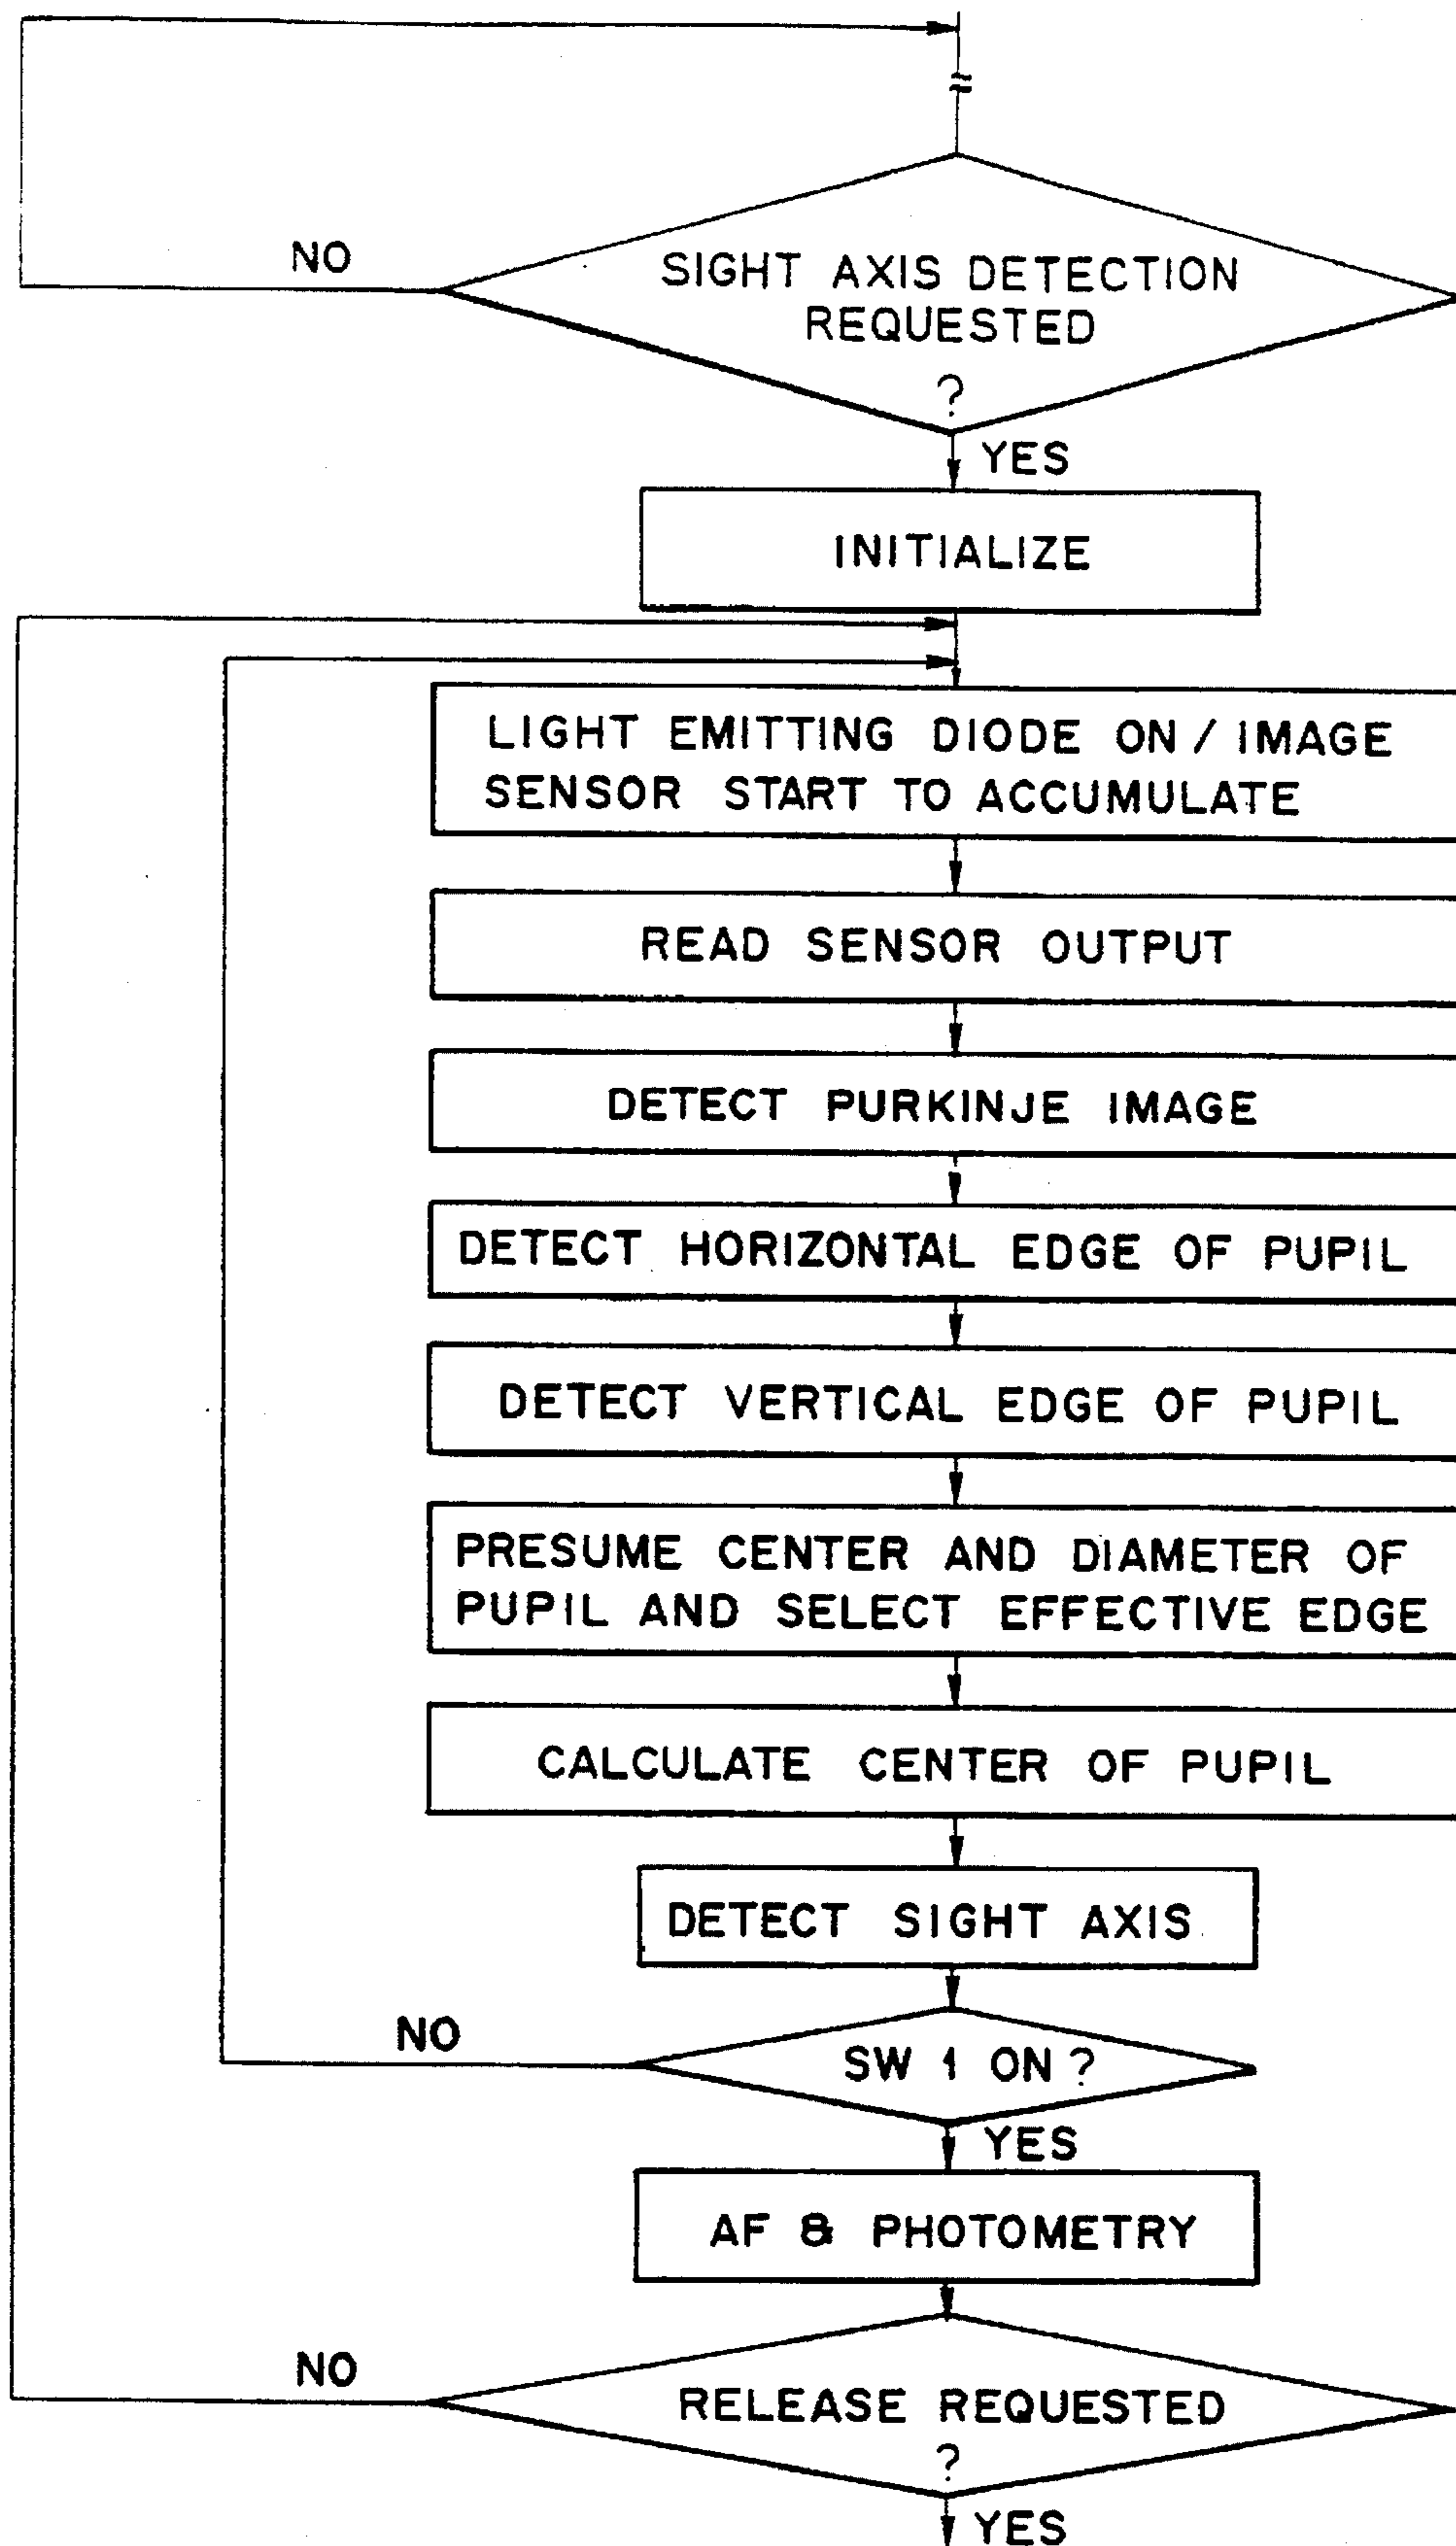 NO
SIGHT AXIS DETECTION
REQUESTED
?
YES
INITIALIZE
LIGHT EMITTING DIODE ON / IMAGE
SENSOR START TO ACCUMULATE
READ SENSOR OUTPUT
DETECT PURKINJE IMAGE
DETECT HORIZONTAL EDGE OF PUPIL
DETECT VERTICAL EDGE OF PUPIL
PRESUME CENTER AND DIAMETER OF
PUPIL AND SELECT EFFECTIVE EDGE
CALCULATE CENTER OF PUPIL
DETECT SIGHT AXIS
NO
SW 1 ON ?
YES
AF & PHOTOMETRY
NO
RELEASE REQUESTED
?
YES